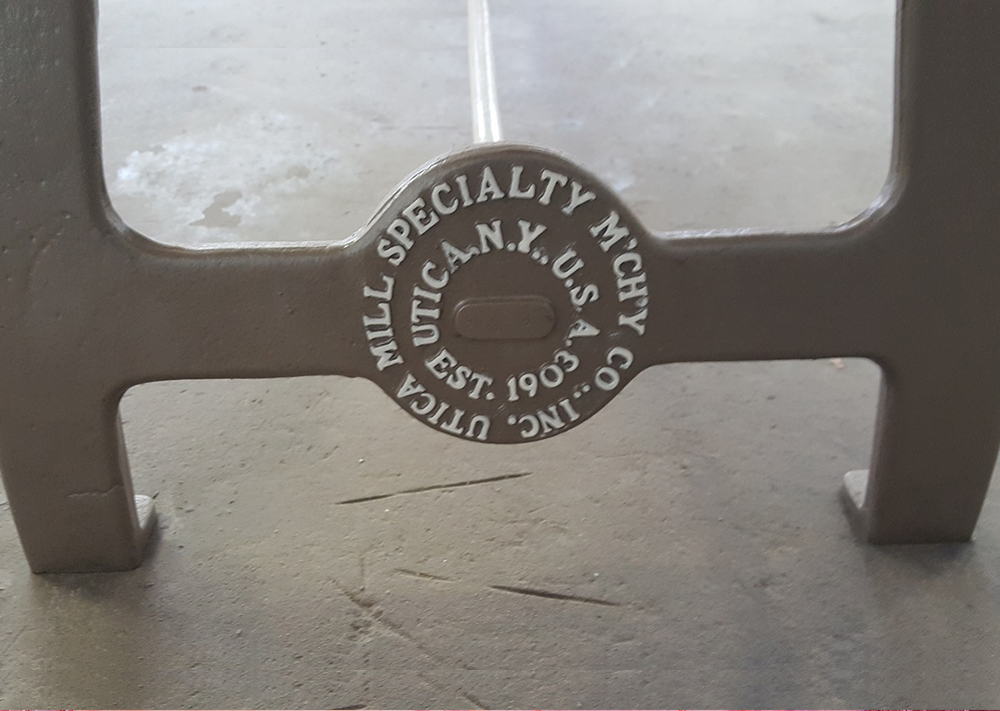 UTICA MILL SPECIALTY M'CH'Y CO., INC.
UTICA, N.Y., U.S.A.
EST. 1903